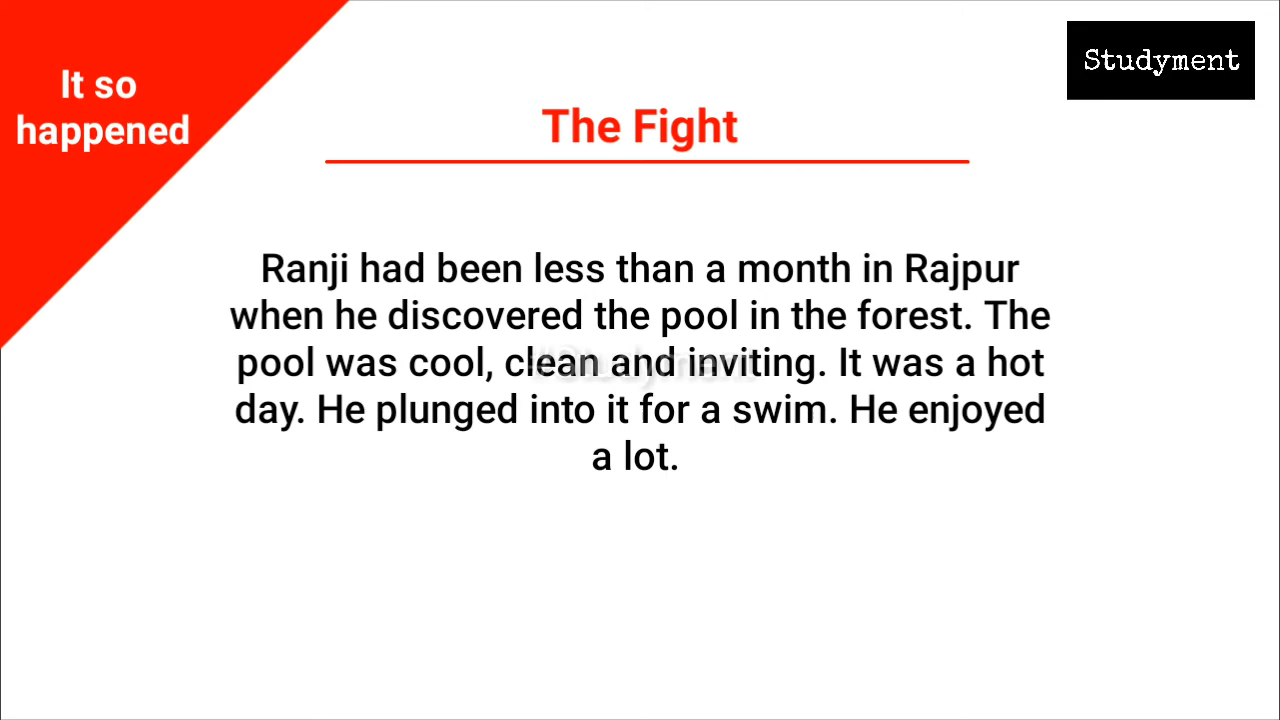 It so
happened
Studyment
The Fight
Ranji had been less than a month in Rajpur
when he discovered the pool in the forest. The
pool was cool, clean and inviting. It was a hot
day. He plunged into it for a swim. He enjoyed
a lot.
#Studyment